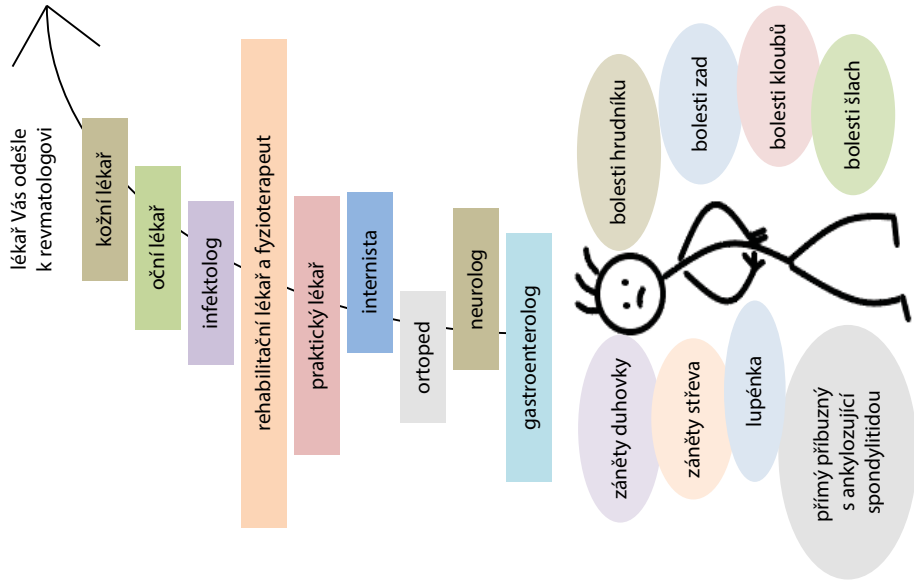 lékař Vás odešle
k revmatologovi
kožní lékař
oční lékař
infektolog
rehabilitační lékař a fyzioterapeut
praktický lékař
internista
ortoped
neurolog
gastroenterolog
záněty duhovky
bolesti hrudníku
záněty střeva
bolesti zad
lupénka
bolesti kloubů
přímý příbuzný
s ankylozující
spondylitidou
bolesti šlach